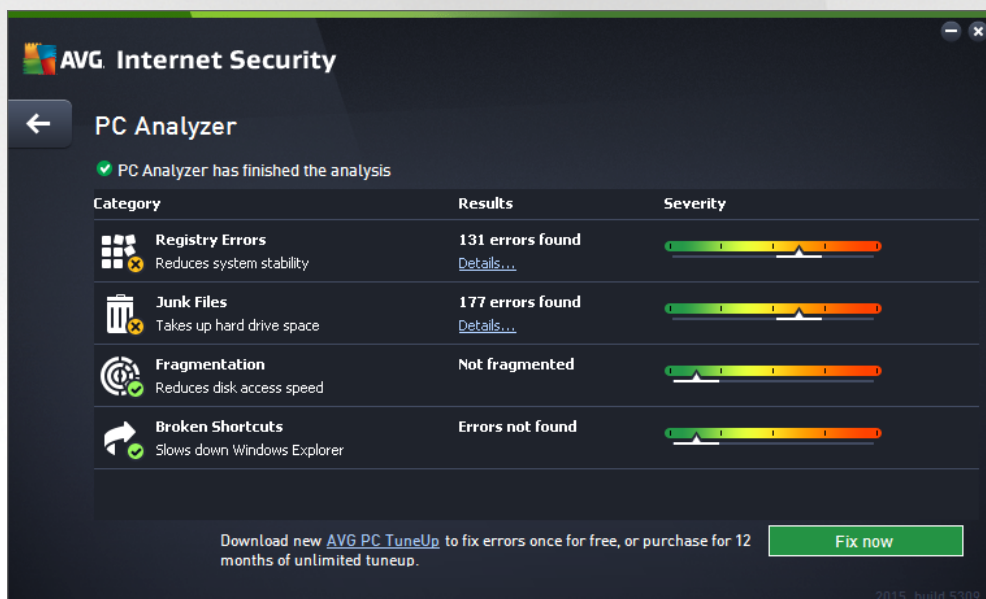 AVG. Internet Security
PC Analyzer
PC Analyzer has finished the analysis
Category Results Severity
Registry Errors 131 errors found
Reduces system stability Details...
Junk Files 177 errors found
Takes up hard drive space Details...
Fragmentation Not fragmented
Reduces disk access speed
Broken Shortcuts Errors not found
Slows down Windows Explorer
Download new AVG PC TuneUp to fix errors once for free, or purchase for 12
months of unlimited tuneup.
Fix now
2015, build 5309